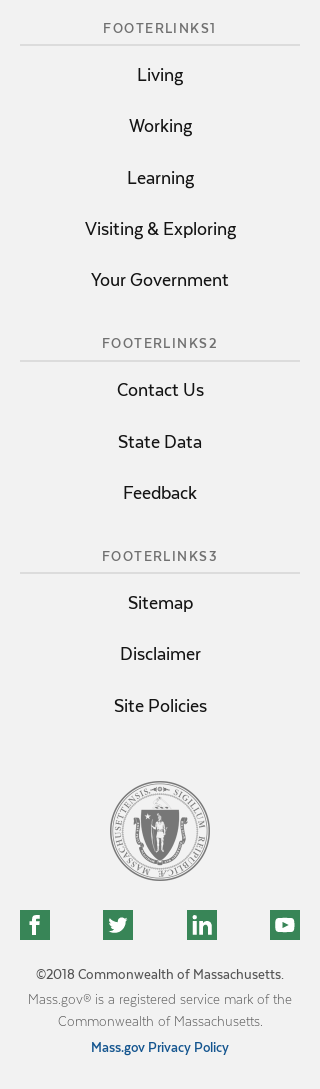 FOOTERLINKS1
Living
Working
Learning
Visiting & Exploring
Your Government
FOOTERLINKS2
Contact Us
State Data
Feedback
FOOTERLINKS3
Sitemap
Disclaimer
Site Policies
SIGILLUM REIPUBLICÆ MASSACHUSETTENSIS
©2018 Commonwealth of Massachusetts.
Mass.gov® is a registered service mark of the
Commonwealth of Massachusetts.
Mass.gov Privacy Policy